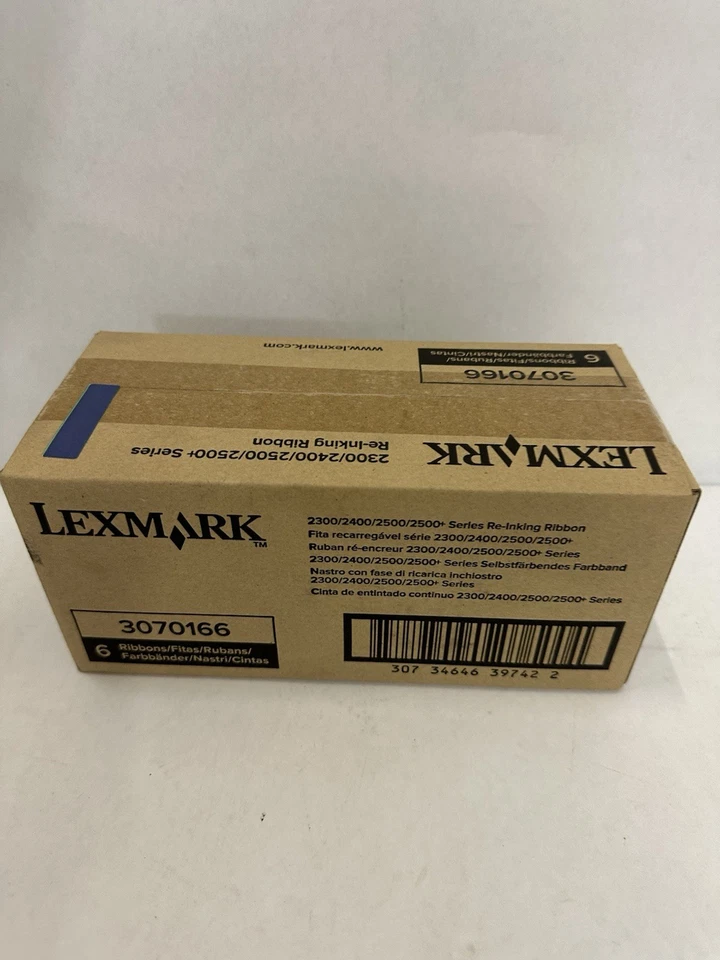 www.lexmark.com
6 Ribbons/Fitas/Rubans/
Farbbänder/Nastri/Cintas
3070166
2300/2400/2500/2500+ Series
Re-Inking Ribbon
LEXMARK
LEXMARK™
2300/2400/2500/2500+ Series Re-Inking Ribbon
Fita recarregável série 2300/2400/2500/2500+
Ruban ré-encreur 2300/2400/2500/2500+ Series
2300/2400/2500/2500+ Series Selbstfärbendes Farbband
Nastro con fase di ricarica inchiostro
2300/2400/2500/2500+ Series
Cinta de entintado continuo 2300/2400/2500/2500+ Series
3070166
6 Ribbons/Fitas/Rubans/
Farbbänder/Nastri/Cintas
307 34646 39742 2